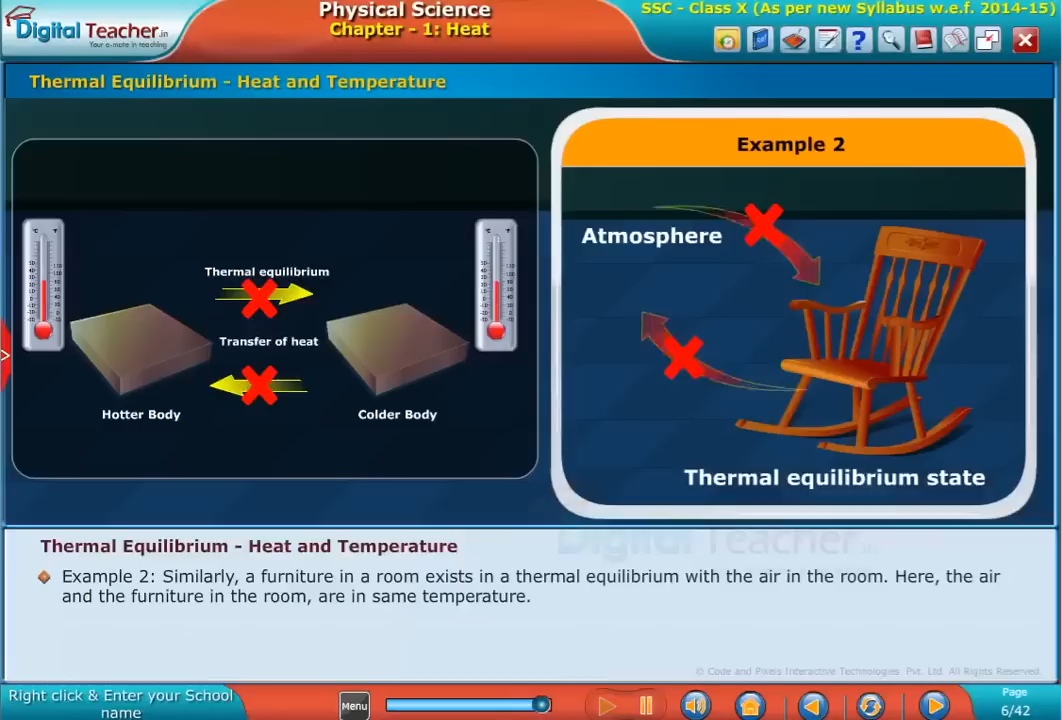 Physical Science
Chapter - 1: Heat
SSC - Class X (As per new Syllabus w.e.f. 2014-15)
Digital Teacher.in
Your e-mate in teaching
Thermal Equilibrium - Heat and Temperature
Example 2
Atmosphere
Thermal equilibrium state
°C °F
°C °F
Thermal equilibrium
Transfer of heat
Hotter Body
Colder Body
Thermal Equilibrium - Heat and Temperature
Example 2: Similarly, a furniture in a room exists in a thermal equilibrium with the air in the room. Here, the air
and the furniture in the room, are in same temperature.
Digital Teacher.in
© Code and Pixels Interactive Technologies. Pvt. Ltd. All Rights Reserved.
Right click & Enter your School
name
Menu
Page
6/42